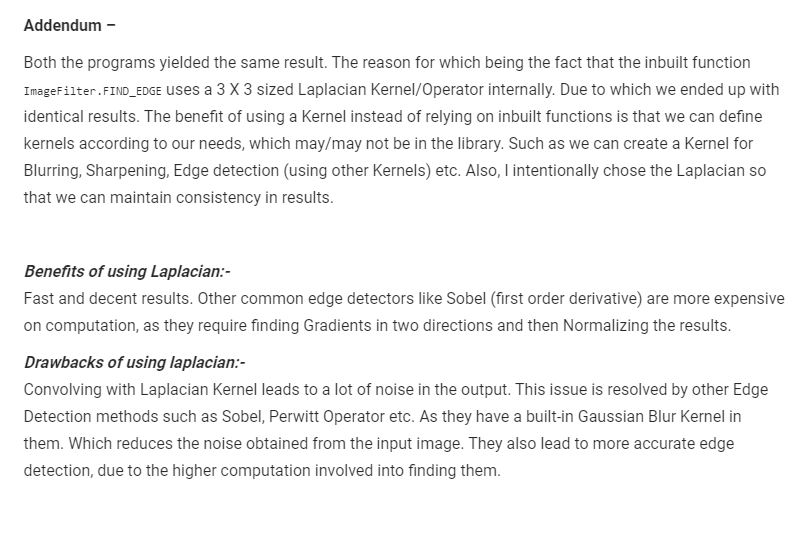 Addendum –
Both the programs yielded the same result. The reason for which being the fact that the inbuilt function
ImageFilter.FIND_EDGE uses a 3 X 3 sized Laplacian Kernel/Operator internally. Due to which we ended up with
identical results. The benefit of using a Kernel instead of relying on inbuilt functions is that we can define
kernels according to our needs, which may/may not be in the library. Such as we can create a Kernel for
Blurring, Sharpening, Edge detection (using other Kernels) etc. Also, I intentionally chose the Laplacian so
that we can maintain consistency in results.
Benefits of using Laplacian:-
Fast and decent results. Other common edge detectors like Sobel (first order derivative) are more expensive
on computation, as they require finding Gradients in two directions and then Normalizing the results.
Drawbacks of using laplacian:-
Convolving with Laplacian Kernel leads to a lot of noise in the output. This issue is resolved by other Edge
Detection methods such as Sobel, Perwitt Operator etc. As they have a built-in Gaussian Blur Kernel in
them. Which reduces the noise obtained from the input image. They also lead to more accurate edge
detection, due to the higher computation involved into finding them.